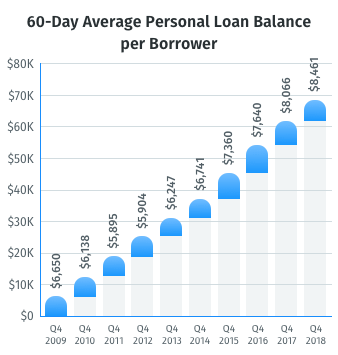 60-Day Average Personal Loan Balance
per Borrower
$80K
$70K
$60K
$50K
$40K
$30K
$20K
$10K
$0
$6,650
$6,138
$5,895
$5,904
$6,247
$6,741
$7,360
$7,640
$8,066
$8,461
Q4 Q4 Q4 Q4 Q4 Q4 Q4 Q4 Q4 Q4
2009 2010 2011 2012 2013 2014 2015 2016 2017 2018